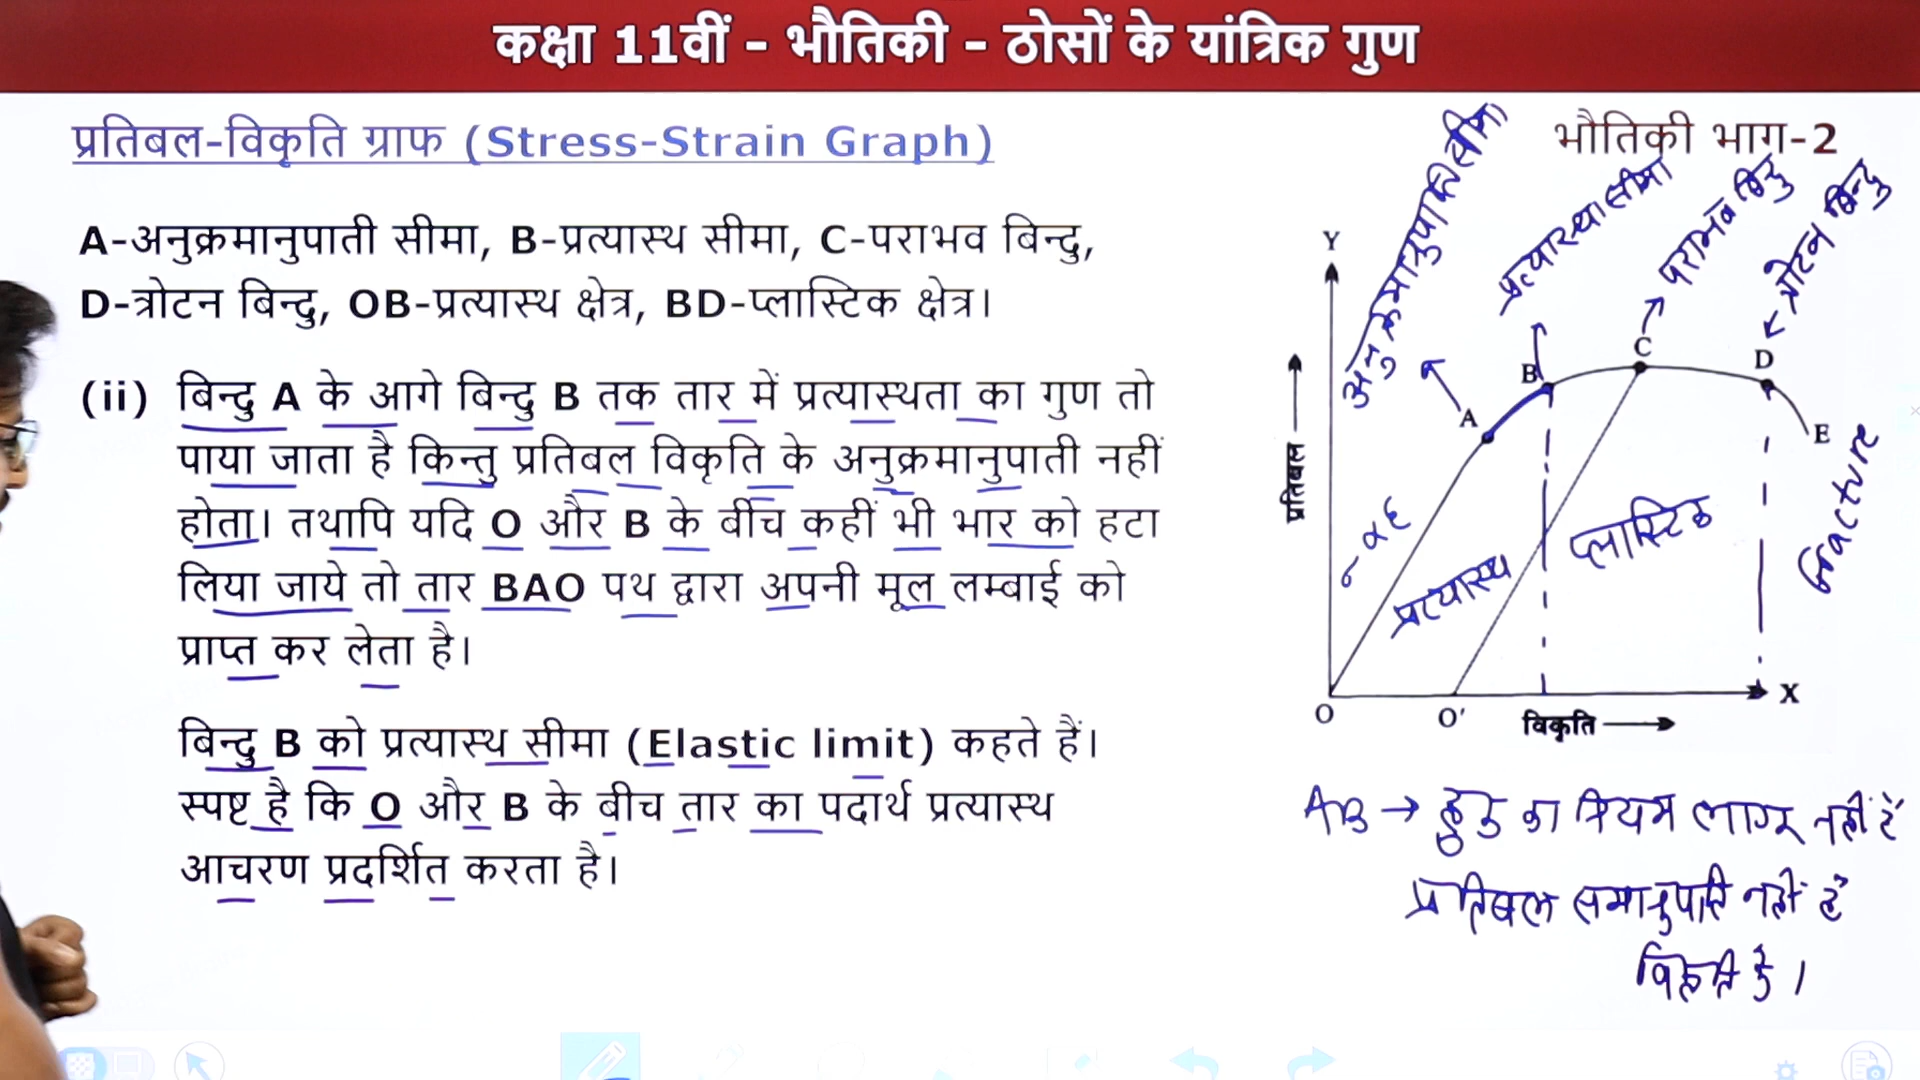 कक्षा 11वीं - भौतिकी - ठोसों के यांत्रिक गुण
प्रतिबल-विकृति ग्राफ (Stress-Strain Graph)
भौतिकी भाग-2
A-अनुक्रमानुपाती सीमा, B-प्रत्यास्थ सीमा, C-पराभव बिन्दु,
D-त्रोटन बिन्दु, OB-प्रत्यास्थ क्षेत्र, BD-प्लास्टिक क्षेत्र।
(ii) बिन्दु A के आगे बिन्दु B तक तार में प्रत्यास्थता का गुण तो
पाया जाता है किन्तु प्रतिबल विकृति के अनुक्रमानुपाती नहीं
होता। तथापि यदि O और B के बीच कहीं भी भार को हटा
लिया जाये तो तार BAO पथ द्वारा अपनी मूल लम्बाई को
प्राप्त कर लेता है।
बिन्दु B को प्रत्यास्थ सीमा (Elastic limit) कहते हैं।
स्पष्ट है कि O और B के बीच तार का पदार्थ प्रत्यास्थ
आचरण प्रदर्शित करता है।
अनुक्रमानुपाती सीमा
प्रत्यास्था सीमा
पराभव बिन्दु
त्रोटन बिन्दु
Y
A
B
C
D
E
प्रतिबल
σ α ε
प्रत्यास्थ
प्लास्टिक
fracture
O
O'
X
विकृति
AB → हुक का नियम लागू नहीं है
प्रतिबल समानुपाति नहीं है
विकृति के।